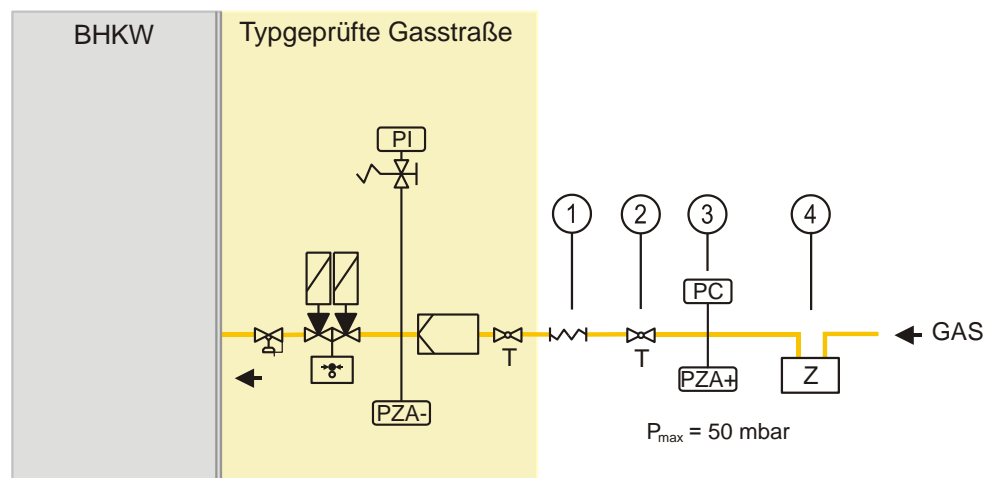 BHKW
Typgeprüfte Gasstraße
PI
1
2
3
4
PC
GAS
T
T
PZA+
Z
PZA-
Pmax = 50 mbar